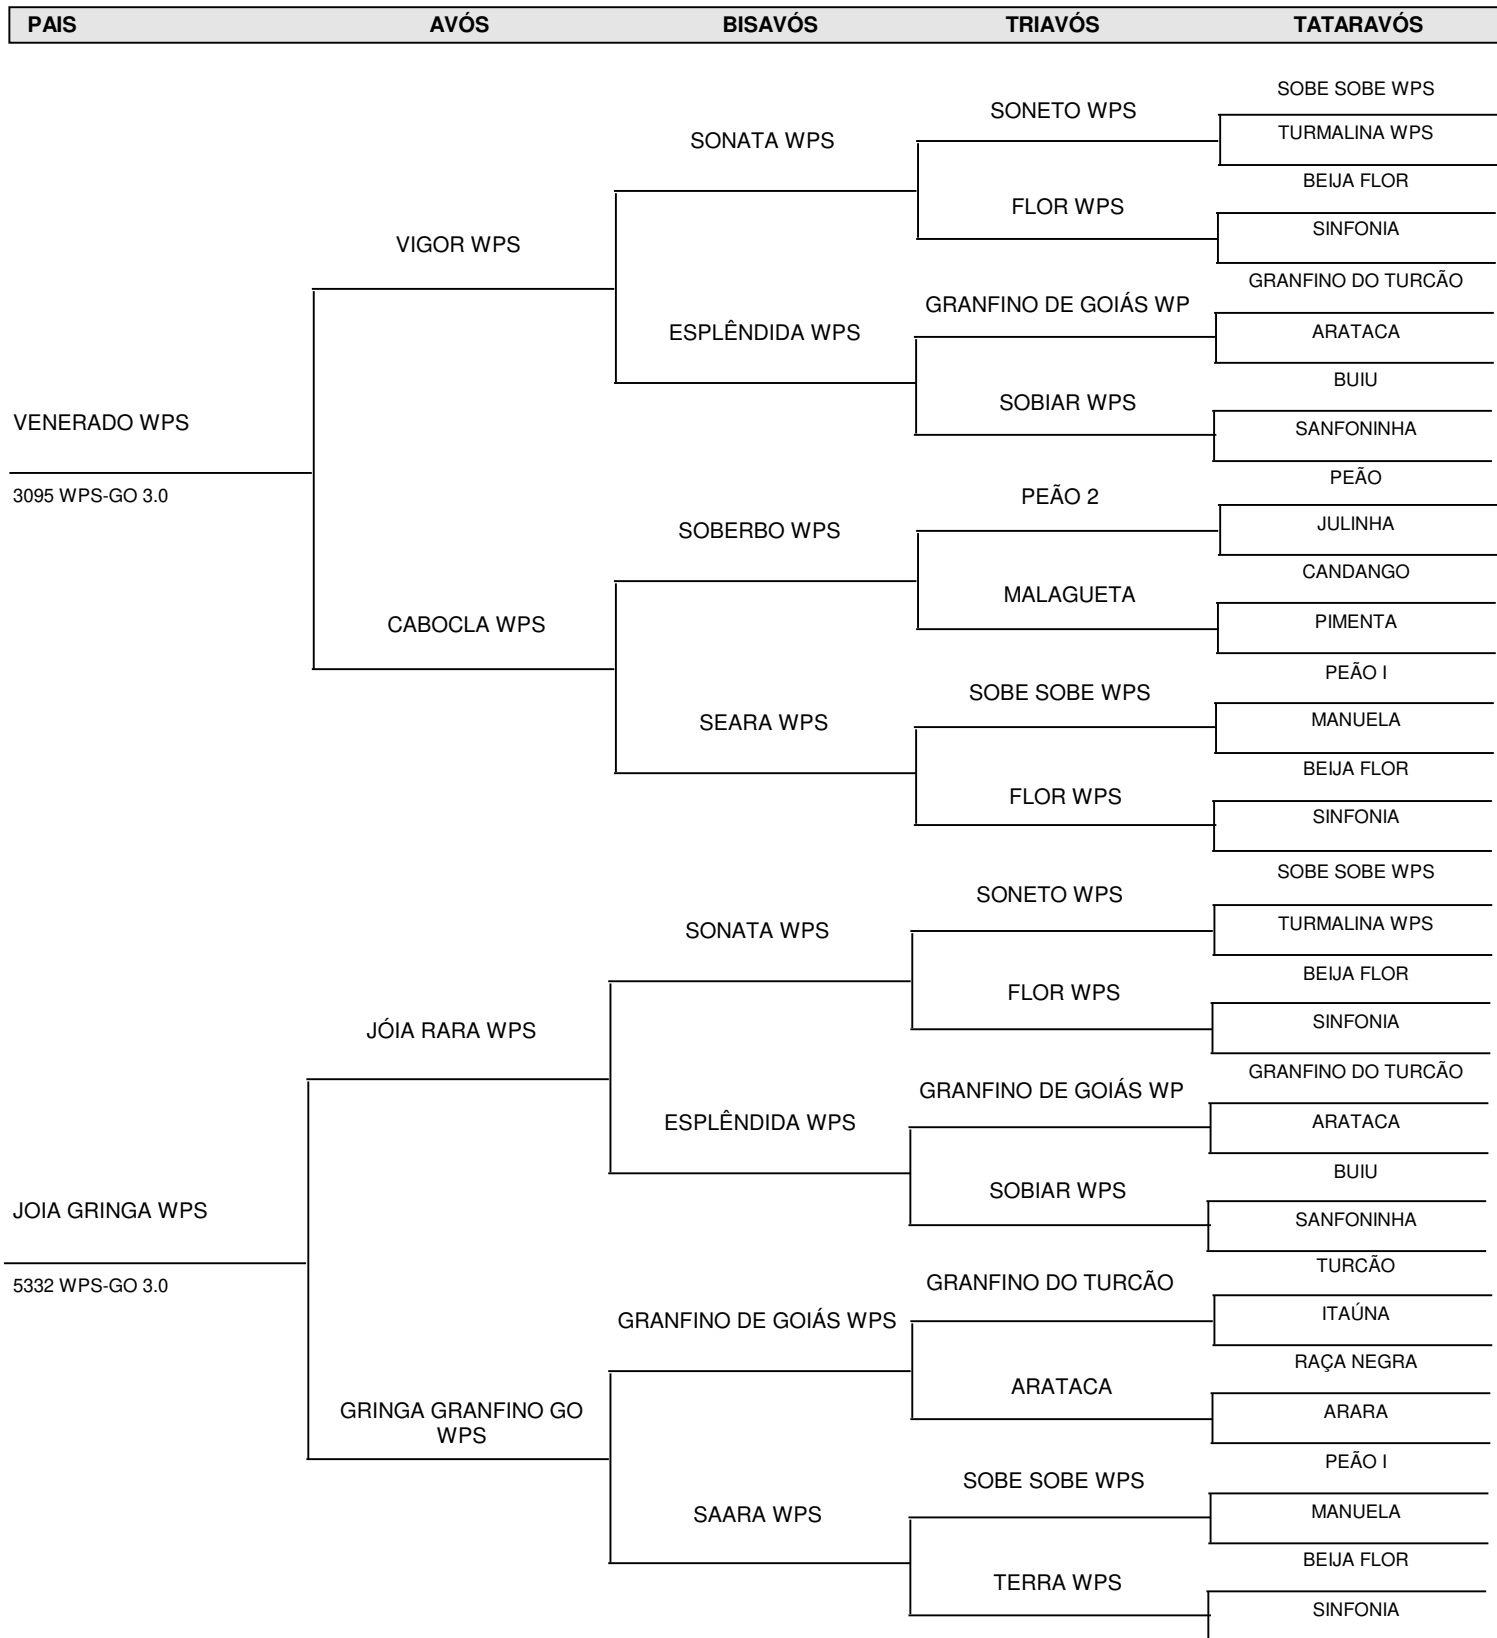 PAIS AVÓS BISAVÓS TRIAVÓS TATARAVÓS
SOBE SOBE WPS
SONETO WPS
TURMALINA WPS
SONATA WPS
BEIJA FLOR
FLOR WPS
SINFONIA
VIGOR WPS
GRANFINO DO TURCÃO
GRANFINO DE GOIÁS WP
ARATACA
ESPLÊNDIDA WPS
BUIU
SOBIAR WPS
VENERADO WPS
SANFONINHA
PEÃO
3095 WPS-GO 3.0
PEÃO 2
JULINHA
SOBERBO WPS
CANDANGO
MALAGUETA
PIMENTA
CABOCLA WPS
PEÃO I
SOBE SOBE WPS
MANUELA
SEARA WPS
BEIJA FLOR
FLOR WPS
SINFONIA
SOBE SOBE WPS
SONETO WPS
TURMALINA WPS
SONATA WPS
BEIJA FLOR
FLOR WPS
SINFONIA
JÓIA RARA WPS
GRANFINO DO TURCÃO
GRANFINO DE GOIÁS WP
ARATACA
ESPLÊNDIDA WPS
BUIU
SOBIAR WPS
JOIA GRINGA WPS
SANFONINHA
TURCÃO
5332 WPS-GO 3.0
GRANFINO DO TURCÃO
ITAÚNA
GRANFINO DE GOIÁS WPS
RAÇA NEGRA
ARATACA
GRINGA GRANFINO GO
WPS
ARARA
PEÃO I
SOBE SOBE WPS
MANUELA
SAARA WPS
BEIJA FLOR
TERRA WPS
SINFONIA